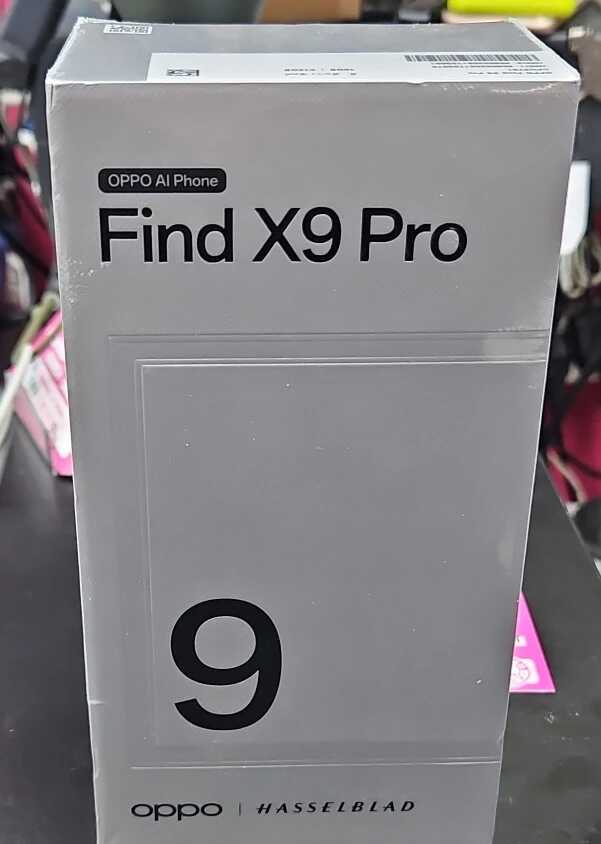 OPPO AI Phone
Find X9 Pro
9
oppo | HASSELBLAD